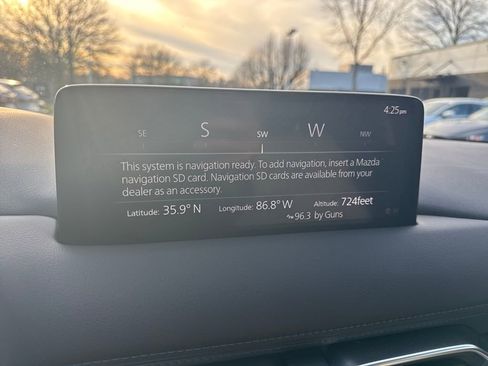 4:25pm
SE S SW W NW
This system is navigation ready. To add navigation, insert a Mazda
navigation SD card. Navigation SD cards are available from your
dealer as an accessory.
Latitude: 35.9° N Longitude: 86.8° W Altitude: 724feet
96.3 by Guns